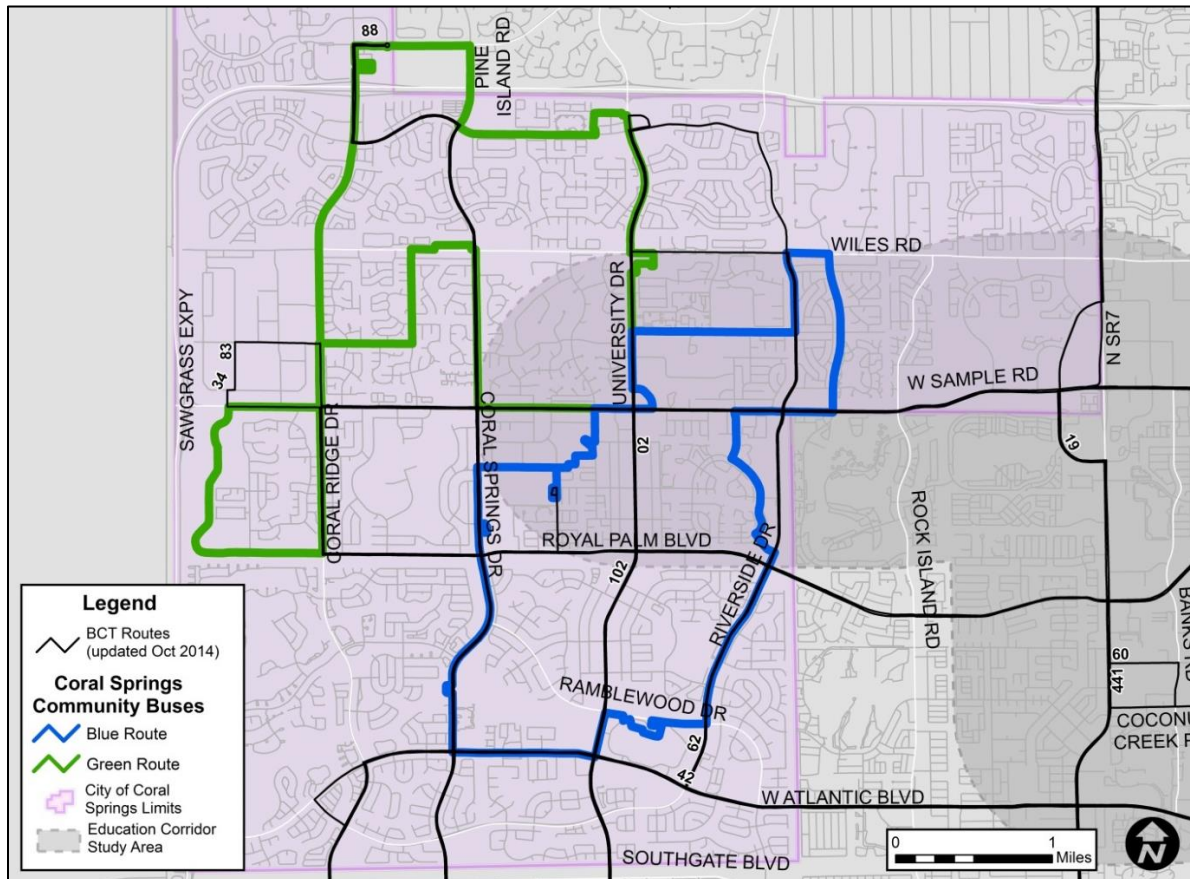 88
PINE
ISLAND RD
WILES RD
UNIVERSITY DR
SAWGRASS EXPY
83
34
N SR7
W SAMPLE RD
CORAL RIDGE DR
CORAL SPRINGS DR
02
19
ROYAL PALM BLVD
ROCK ISLAND RD
102
RIVERSIDE DR
BANKS RD
60
441
RAMBLEWOOD DR
62
COCONU
CREEK P
42
W ATLANTIC BLVD
SOUTHGATE BLVD
Legend
BCT Routes
(updated Oct 2014)
Coral Springs
Community Buses
Blue Route
Green Route
City of Coral
Springs Limits
Education Corridor
Study Area
0 1
Miles
N